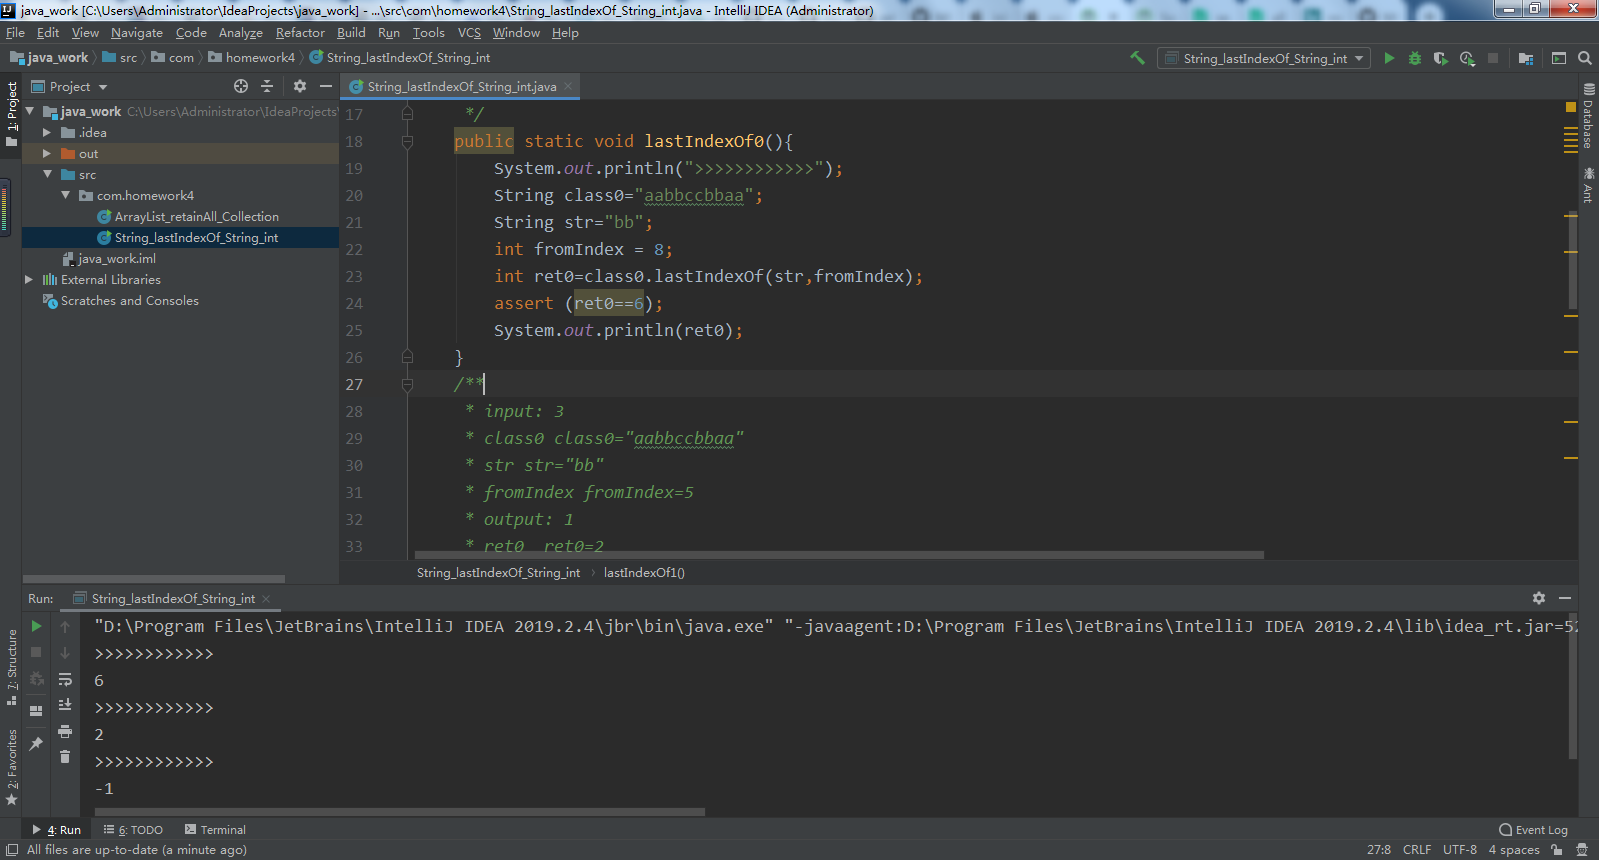 java_work [C:\Users\Administrator\IdeaProjects\java_work] - ...\src\com\homework4\String_lastIndexOf_String_int.java - IntelliJ IDEA (Administrator)
File Edit View Navigate Code Analyze Refactor Build Run Tools VCS Window Help
java_work src com homework4 String_lastIndexOf_String_int String_lastIndexOf_String_int
1: Project
Project
java_work C:\Users\Administrator\IdeaProjects\
.idea
out
src
com.homework4
ArrayList_retainAll_Collection
String_lastIndexOf_String_int
java_work.iml
External Libraries
Scratches and Consoles
String_lastIndexOf_String_int.java
17 */
18 public static void lastIndexOf0(){
19 System.out.println(">>>>>>>>>>>>");
20 String class0="aabbccbbaa";
21 String str="bb";
22 int fromIndex = 8;
23 int ret0=class0.lastIndexOf(str,fromIndex);
24 assert (ret0==6);
25 System.out.println(ret0);
26 }
27 /**
28 * input: 3
29 * class0 class0="aabbccbbaa"
30 * str str="bb"
31 * fromIndex fromIndex=5
32 * output: 1
33 * ret0 ret0=2
String_lastIndexOf_String_int lastIndexOf1()
Database
Ant
Run: String_lastIndexOf_String_int
"D:\Program Files\JetBrains\IntelliJ IDEA 2019.2.4\jbr\bin\java.exe" "-javaagent:D:\Program Files\JetBrains\IntelliJ IDEA 2019.2.4\lib\idea_rt.jar=52
>>>>>>>>>>>>
6
>>>>>>>>>>>>
2
>>>>>>>>>>>>
-1
7: Structure
2: Favorites
4: Run 6: TODO Terminal Event Log
All files are up-to-date (a minute ago) 27:8 CRLF UTF-8 4 spaces